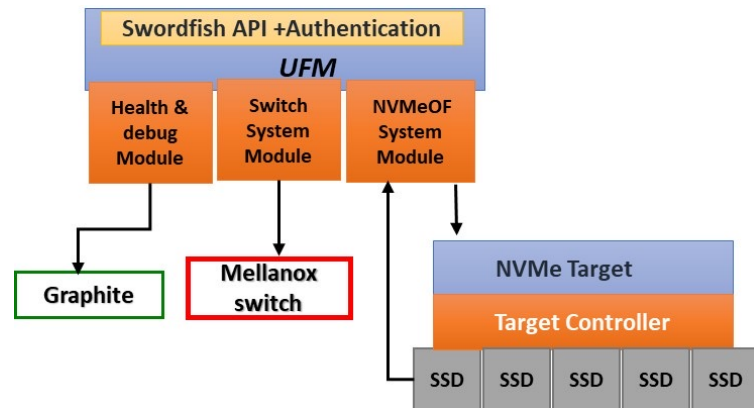 Swordfish API +Authentication
UFM
Health &
debug
Module
Switch
System
Module
NVMeOF
System
Module
Graphite
Mellanox
switch
NVMe Target
Target Controller
SSD
SSD
SSD
SSD
SSD